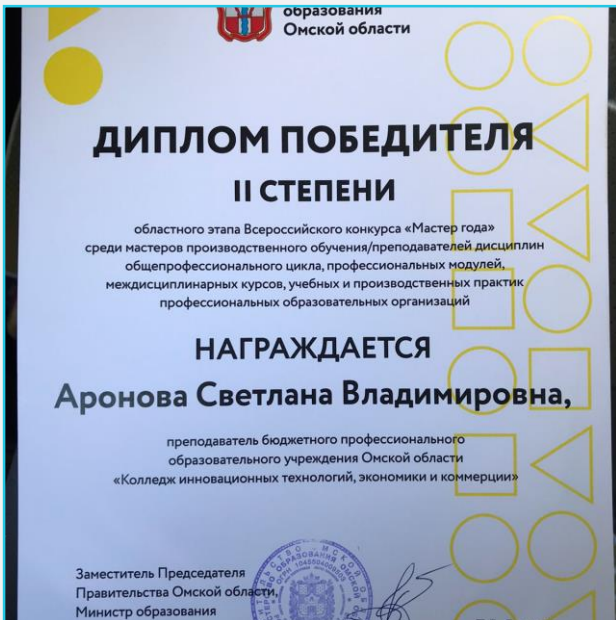 образования
Омской области
ДИПЛОМ ПОБЕДИТЕЛЯ
II СТЕПЕНИ
областного этапа Всероссийского конкурса «Мастер года»
среди мастеров производственного обучения/преподавателей дисциплин
общепрофессионального цикла, профессиональных модулей,
междисциплинарных курсов, учебных и производственных практик
профессиональных образовательных организаций
НАГРАЖДАЕТСЯ
Аронова Светлана Владимировна,
преподаватель бюджетного профессионального
образовательного учреждения Омской области
«Колледж инновационных технологий, экономики и коммерции»
Заместитель Председателя
Правительства Омской области,
Министр образования